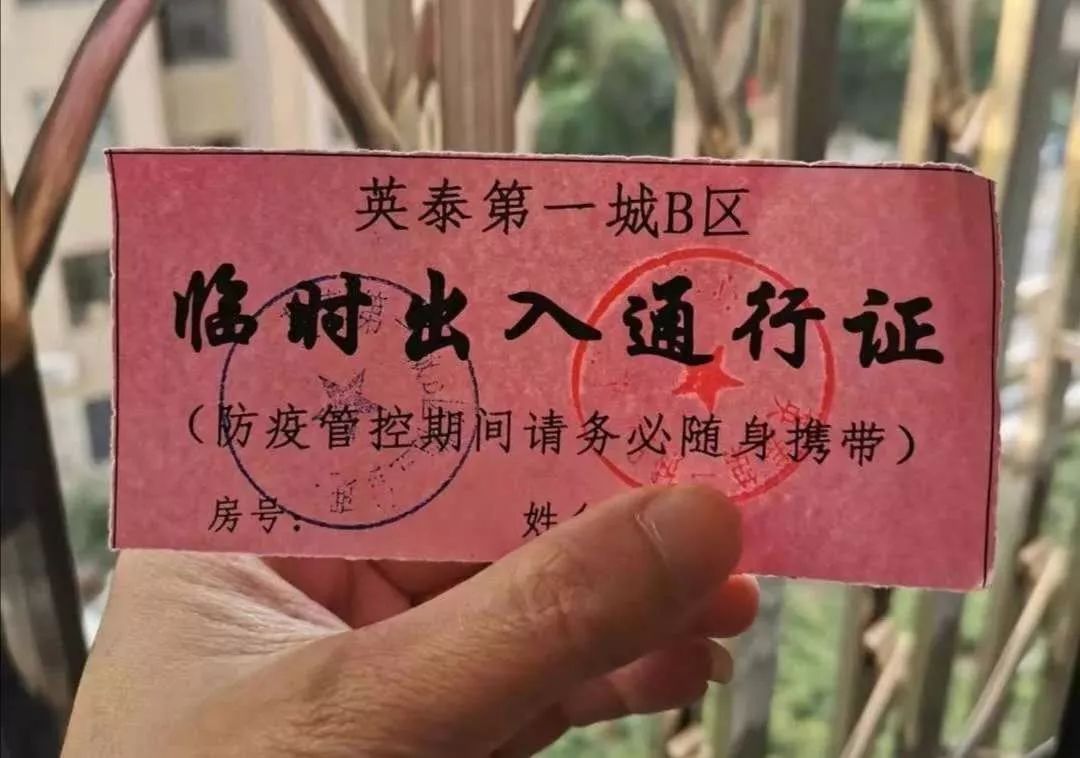 英泰第一城B区
临时出入通行证
（防疫管控期间请务必随身携带）
房号： 姓